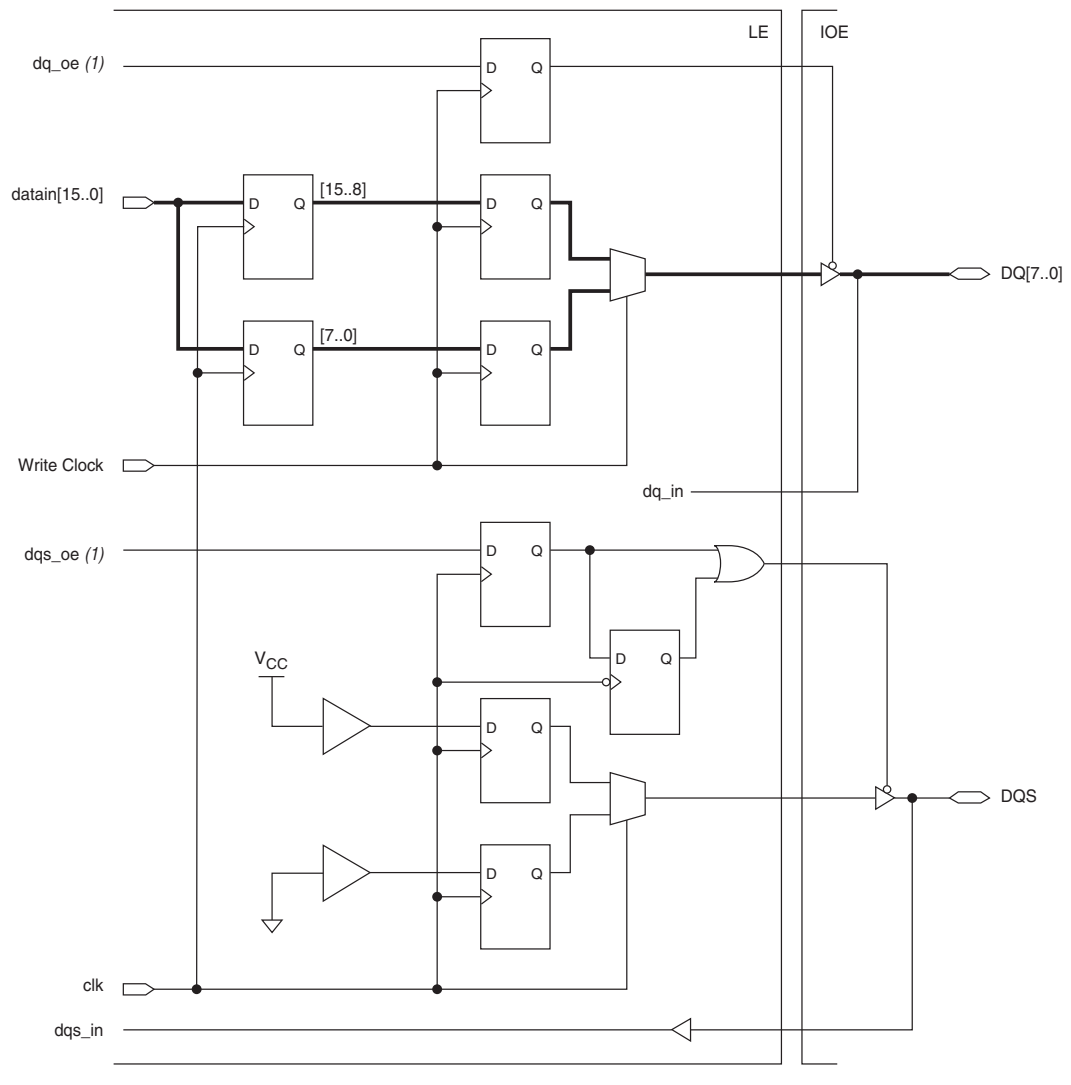 LE IOE
dq_oe (1)
D Q
datain[15..0]
D Q [15..8] D Q
DQ[7..0]
D Q [7..0] D Q
Write Clock
dq_in
dqs_oe (1)
D Q
D Q
VCC
D Q
DQS
D Q
clk
dqs_in